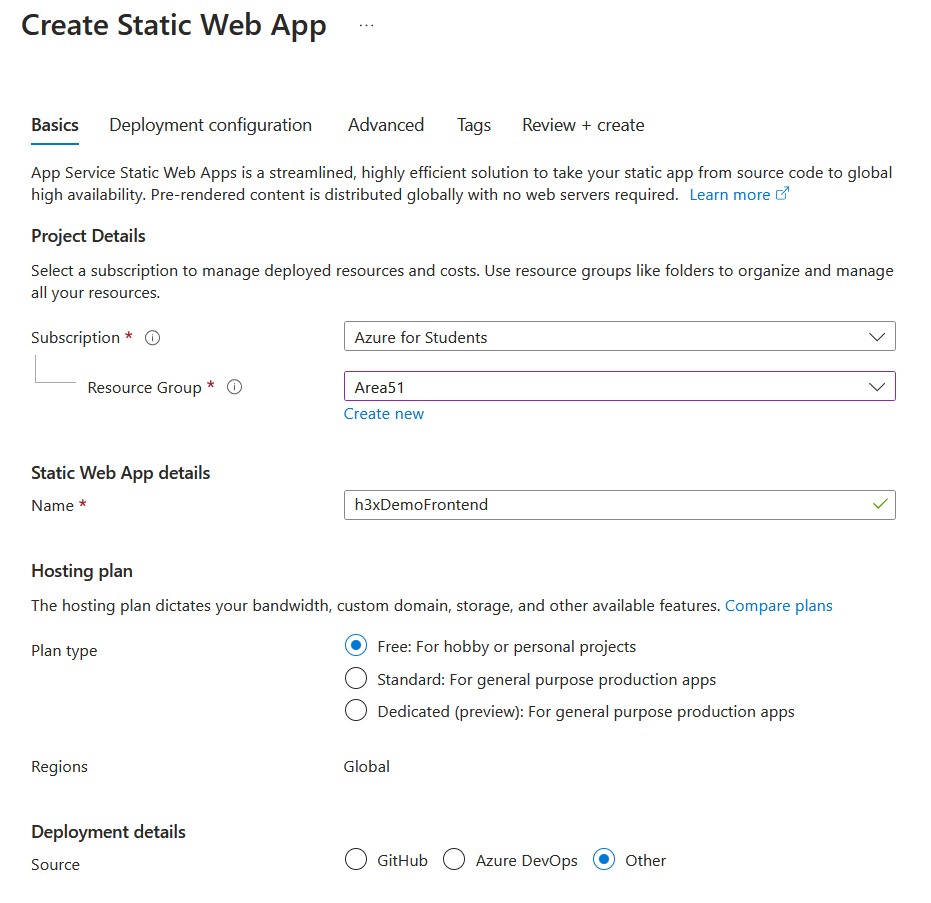 Create Static Web App ...
Basics Deployment configuration Advanced Tags Review + create
App Service Static Web Apps is a streamlined, highly efficient solution to take your static app from source code to global
high availability. Pre-rendered content is distributed globally with no web servers required. Learn more
Project Details
Select a subscription to manage deployed resources and costs. Use resource groups like folders to organize and manage
all your resources.
Subscription * Azure for Students
Resource Group * Area51
Create new
Static Web App details
Name * h3xDemoFrontend
Hosting plan
The hosting plan dictates your bandwidth, custom domain, storage, and other available features. Compare plans
Plan type Free: For hobby or personal projects
Standard: For general purpose production apps
Dedicated (preview): For general purpose production apps
Regions Global
Deployment details
Source GitHub Azure DevOps Other